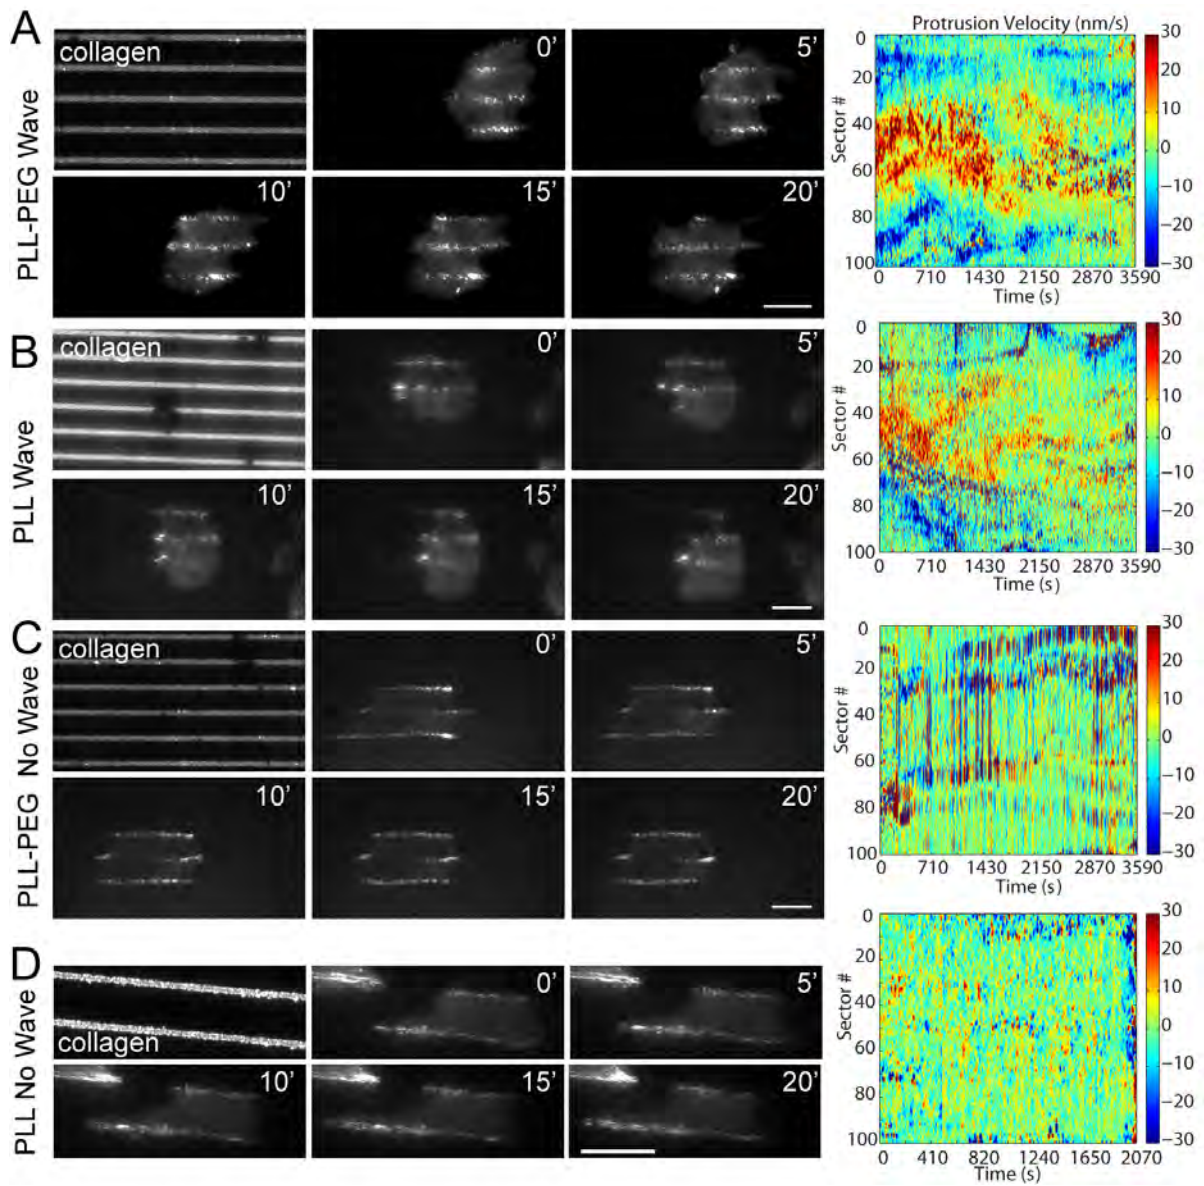 A
PLL-PEG Wave
collagen
0'
5'
10'
15'
20'
Protrusion Velocity (nm/s)
0
20
40
60
80
100
Sector #
0 710 1430 2150 2870 3590
Time (s)
30
20
10
0
−10
−20
−30
B
PLL Wave
collagen
0'
5'
10'
15'
20'
0
20
40
60
80
100
Sector #
0 710 1430 2150 2870 3590
Time (s)
30
20
10
0
−10
−20
−30
C
PLL-PEG No Wave
collagen
0'
5'
10'
15'
20'
0
20
40
60
80
100
Sector #
0 710 1430 2150 2870 3590
Time (s)
30
20
10
0
−10
−20
−30
D
PLL No Wave
collagen
0'
5'
10'
15'
20'
0
20
40
60
80
100
Sector #
0 410 820 1240 1650 2070
Time (s)
30
20
10
0
−10
−20
−30